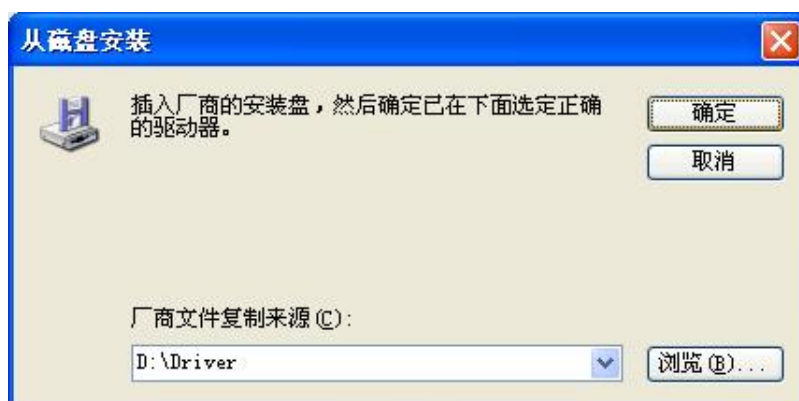 从磁盘安装
插入厂商的安装盘，然后确定已在下面选定正确
的驱动器。
确定
取消
厂商文件复制来源(C):
D:\Driver
浏览(B)...